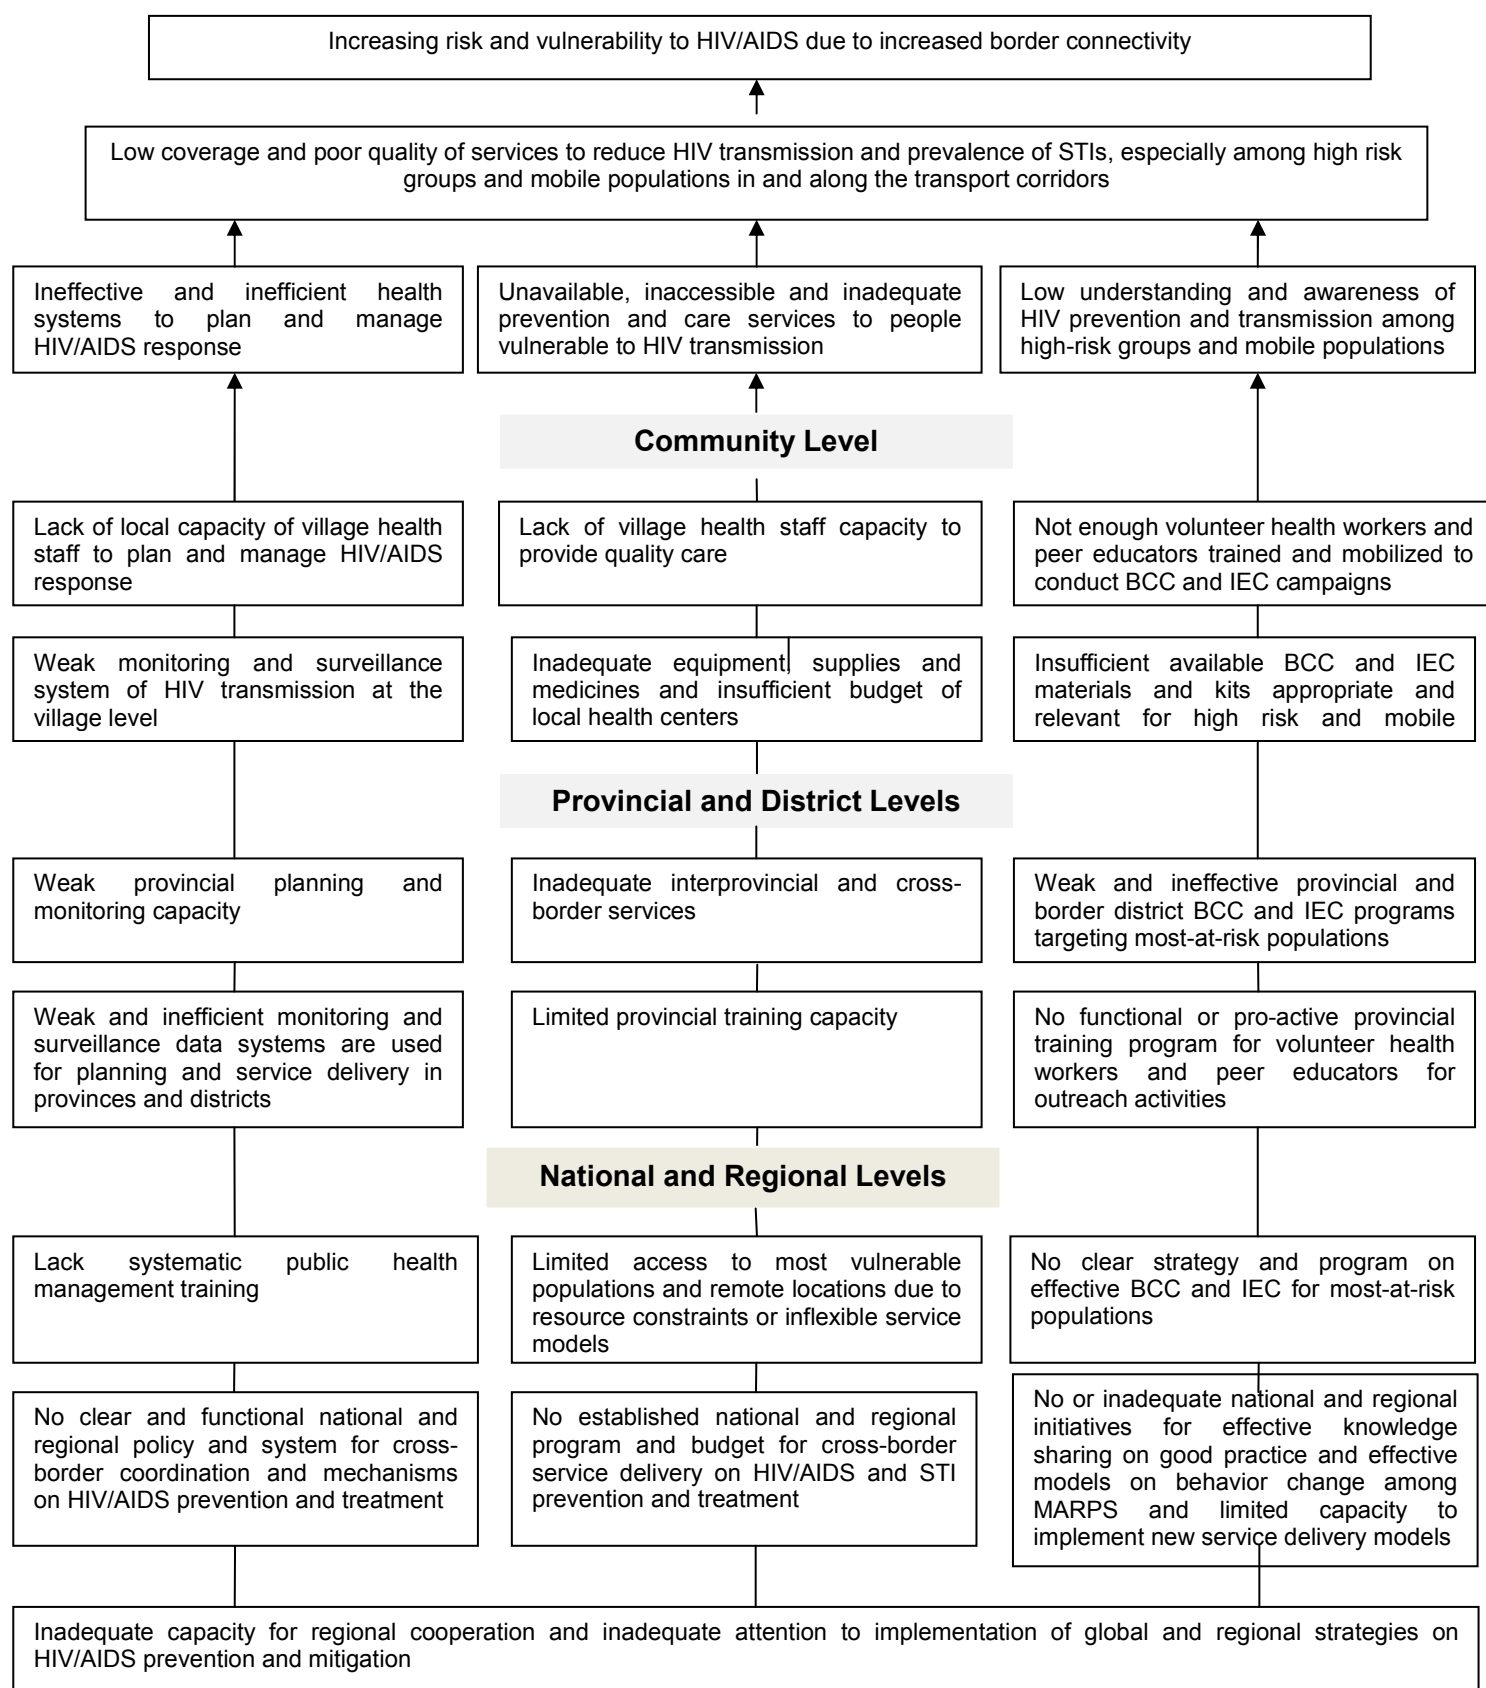 Increasing risk and vulnerability to HIV/AIDS due to increased border connectivity
Low coverage and poor quality of services to reduce HIV transmission and prevalence of STIs, especially among high risk
groups and mobile populations in and along the transport corridors
Ineffective and inefficient health
systems to plan and manage
HIV/AIDS response
Unavailable, inaccessible and inadequate
prevention and care services to people
vulnerable to HIV transmission
Low understanding and awareness of
HIV prevention and transmission among
high-risk groups and mobile populations
Community Level
Lack of local capacity of village health
staff to plan and manage HIV/AIDS
response
Lack of village health staff capacity to
provide quality care
Not enough volunteer health workers and
peer educators trained and mobilized to
conduct BCC and IEC campaigns
Weak monitoring and surveillance
system of HIV transmission at the
village level
Inadequate equipment, supplies and
medicines and insufficient budget of
local health centers
Insufficient available BCC and IEC
materials and kits appropriate and
relevant for high risk and mobile
Provincial and District Levels
Weak provincial planning and
monitoring capacity
Inadequate interprovincial and cross-
border services
Weak and ineffective provincial and
border district BCC and IEC programs
targeting most-at-risk populations
Weak and inefficient monitoring and
surveillance data systems are used
for planning and service delivery in
provinces and districts
Limited provincial training capacity
No functional or pro-active provincial
training program for volunteer health
workers and peer educators for
outreach activities
National and Regional Levels
Lack systematic public health
management training
Limited access to most vulnerable
populations and remote locations due to
resource constraints or inflexible service
models
No clear strategy and program on
effective BCC and IEC for most-at-risk
populations
No clear and functional national and
regional policy and system for cross-
border coordination and mechanisms
on HIV/AIDS prevention and treatment
No established national and regional
program and budget for cross-border
service delivery on HIV/AIDS and STI
prevention and treatment
No or inadequate national and regional
initiatives for effective knowledge
sharing on good practice and effective
models on behavior change among
MARPS and limited capacity to
implement new service delivery models
Inadequate capacity for regional cooperation and inadequate attention to implementation of global and regional strategies on
HIV/AIDS prevention and mitigation